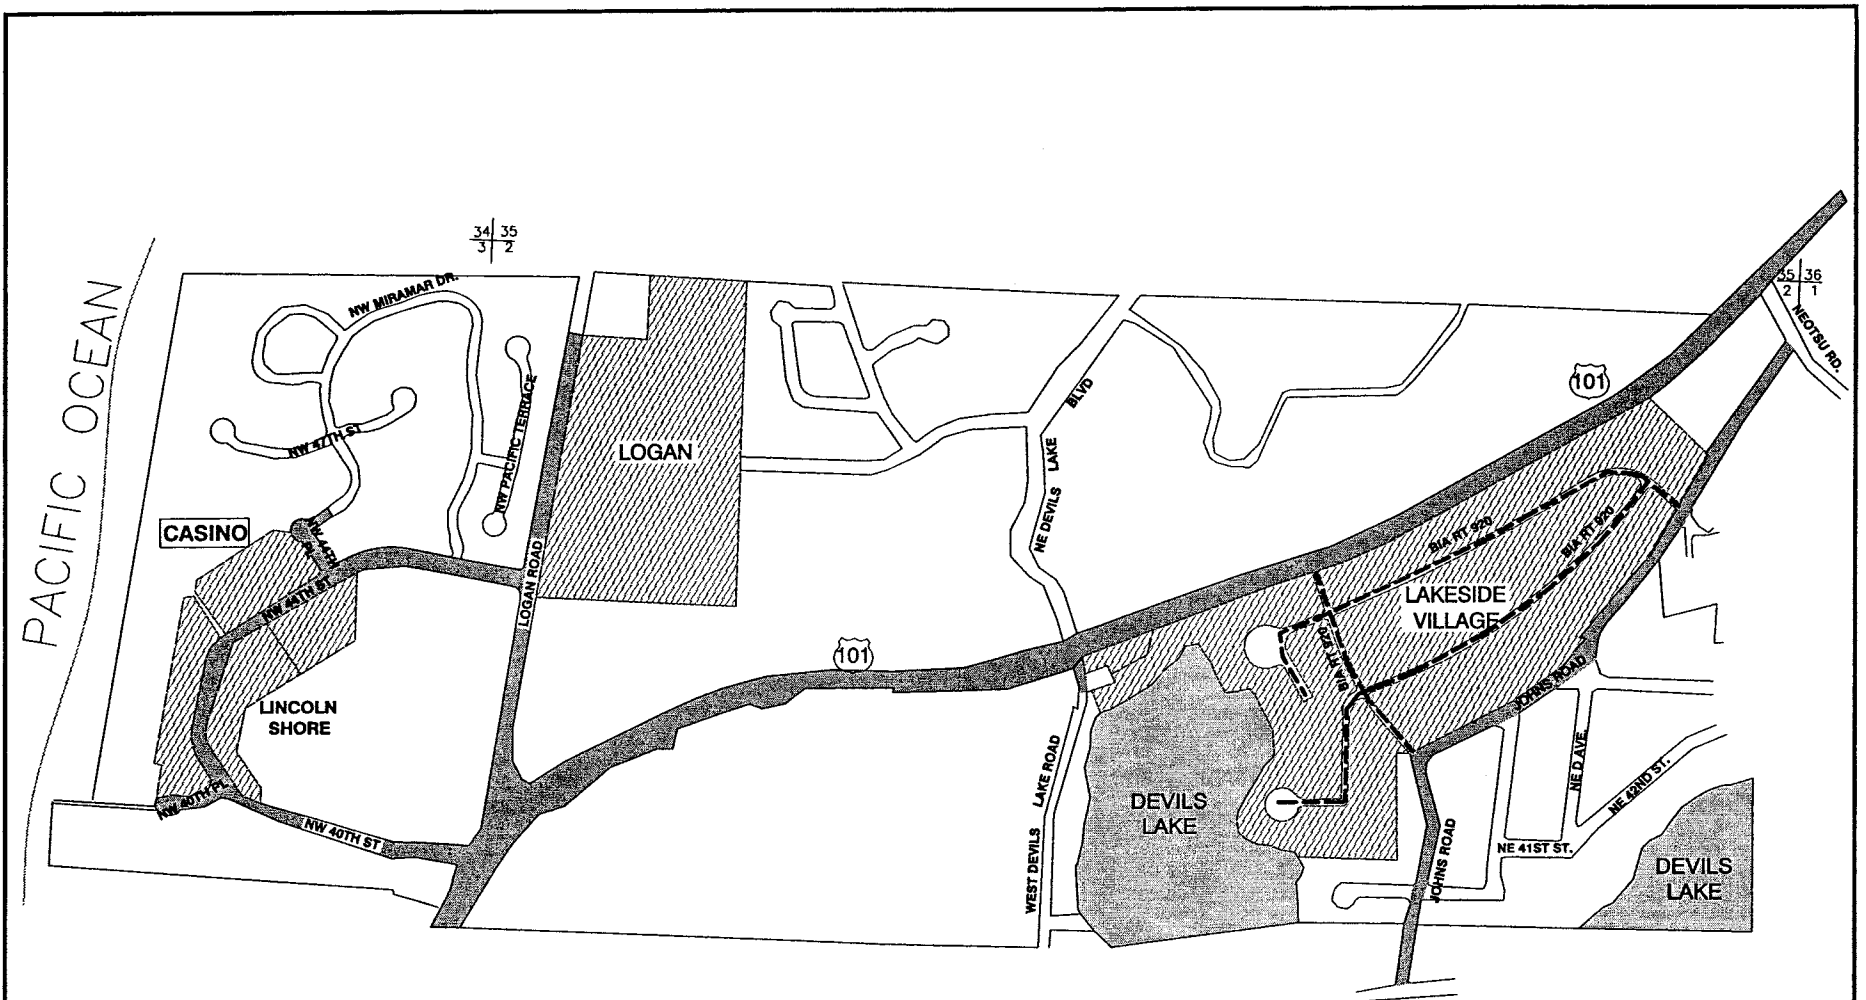 34 35
3 2
35 36
2 1
PACIFIC OCEAN
NW MIRAMAR DR.
NW PACIFIC TERRACE
NW 47TH ST
LOGAN
101
NEOTSU RD.
BLVD
NE DEVILS LAKE
CASINO
NW 44TH
PL.
NW 44TH ST.
LOGAN ROAD
BIA RT 920
BIA RT 920
LAKESIDE
VILLAGE
BIA RT 920
101
LINCOLN
SHORE
JOHNS ROAD
NW 40TH PL
NW 40TH ST
WEST DEVILS LAKE ROAD
DEVILS
LAKE
NE D AVE.
NE 42ND ST.
NE 41ST ST.
JOHNS ROAD
DEVILS
LAKE